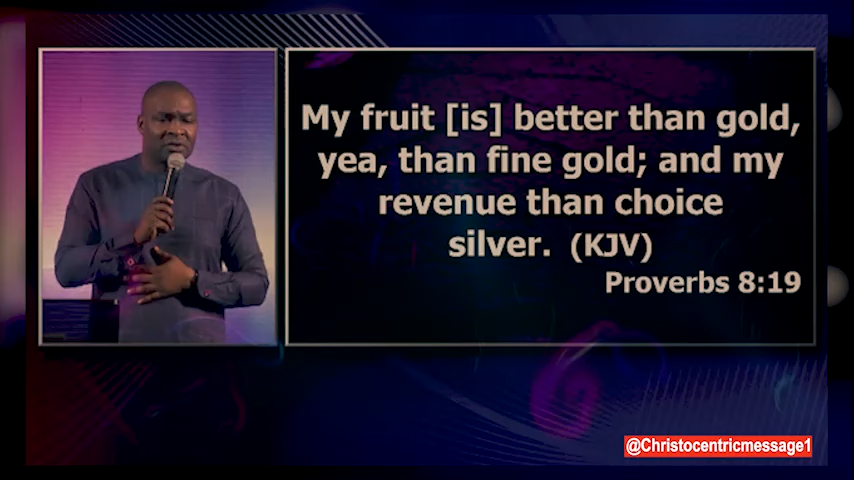 My fruit [is] better than gold,
yea, than fine gold; and my
revenue than choice
silver. (KJV)
Proverbs 8:19
@Christocentricmessage1